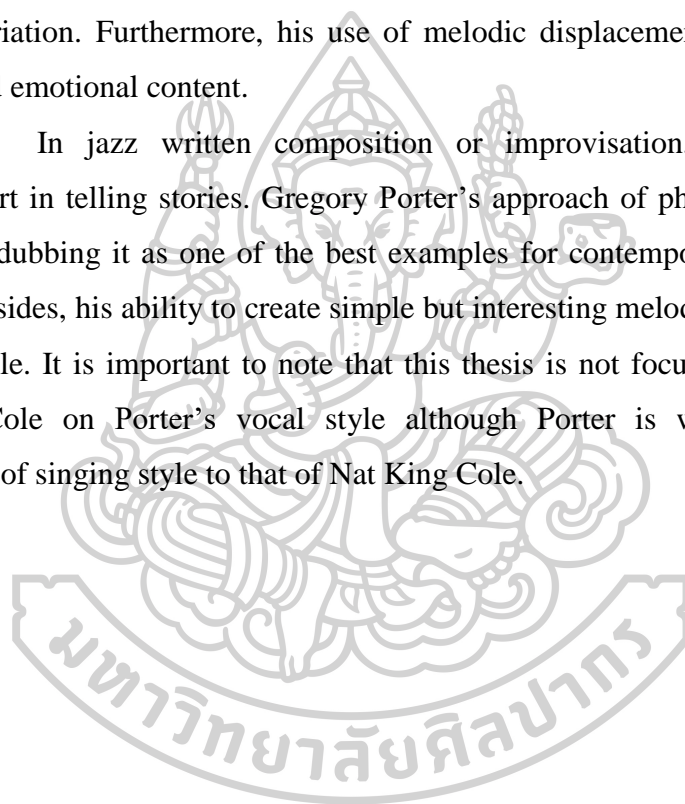 riation. Furthermore, his use of melodic displacemen
emotional content.
In jazz written composition or improvisation,
rt in telling stories. Gregory Porter’s approach of ph
dubbing it as one of the best examples for contempo
sides, his ability to create simple but interesting melod
le. It is important to note that this thesis is not focu
Cole on Porter’s vocal style although Porter is v
of singing style to that of Nat King Cole.
มหาวิทยาลัยศิลปากร